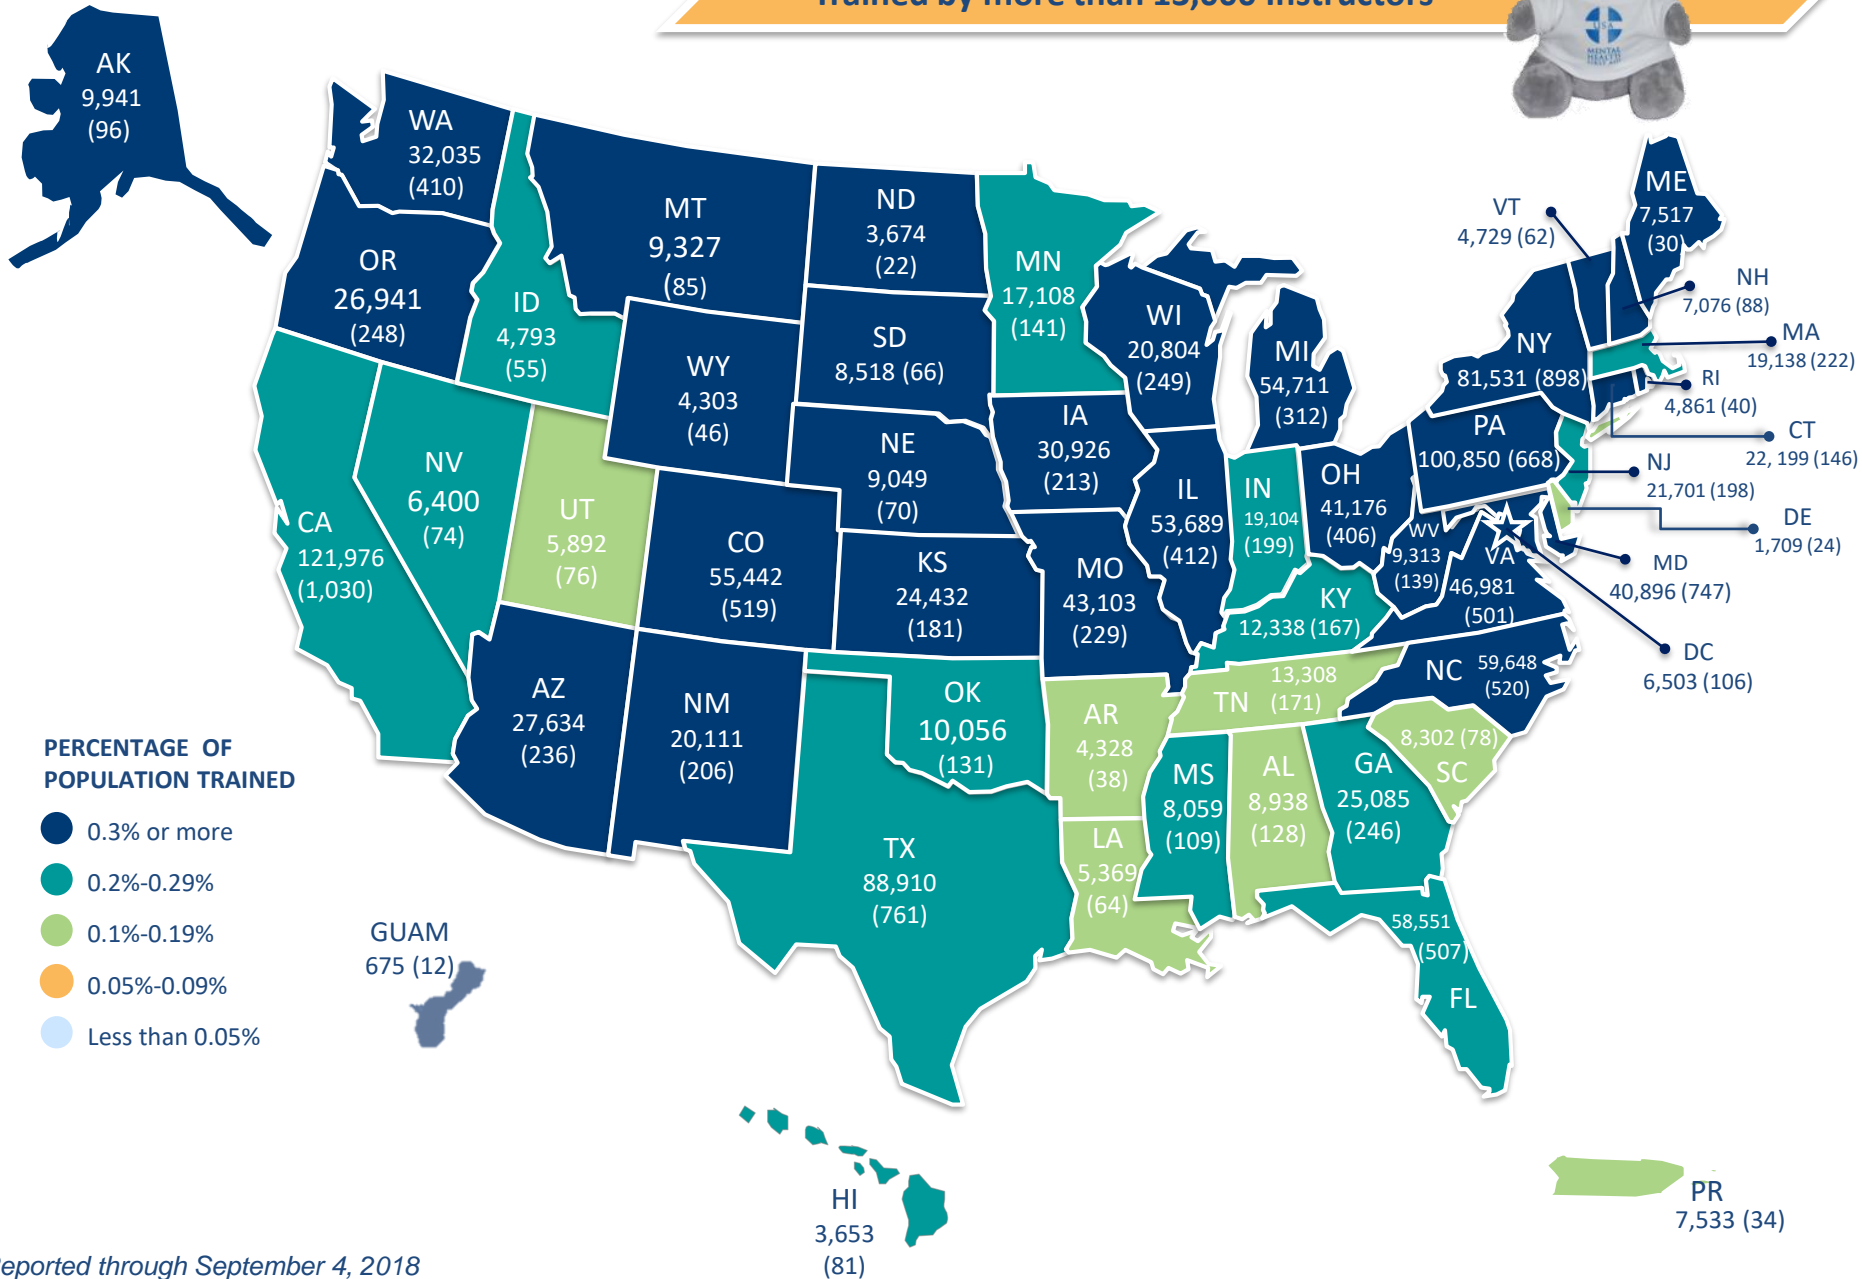 Trained by more than 15,000 Instructors
USA
MENTAL
HEALTH
FIRST AID
AK
9,941
(96)
WA
32,035
(410)
OR
26,941
(248)
ID
4,793
(55)
MT
9,327
(85)
ND
3,674
(22)
SD
8,518 (66)
MN
17,108
(141)
WI
20,804
(249)
MI
54,711
(312)
WY
4,303
(46)
NE
9,049
(70)
IA
30,926
(213)
NV
6,400
(74)
UT
5,892
(76)
CA
121,976
(1,030)
CO
55,442
(519)
KS
24,432
(181)
MO
43,103
(229)
IL
53,689
(412)
IN
19,104
(199)
OH
41,176
(406)
WV
9,313
(139)
VA
46,981
(501)
KY
12,338 (167)
PA
100,850 (668)
NY
81,531 (898)
ME
7,517
(30)
VT
4,729 (62)
NH
7,076 (88)
MA
19,138 (222)
RI
4,861 (40)
CT
22, 199 (146)
NJ
21,701 (198)
DE
1,709 (24)
MD
40,896 (747)
DC
6,503 (106)
NC 59,648
(520)
TN 13,308
(171)
8,302 (78)
SC
AZ
27,634
(236)
NM
20,111
(206)
OK
10,056
(131)
AR
4,328
(38)
MS
8,059
(109)
AL
8,938
(128)
GA
25,085
(246)
LA
5,369
(64)
TX
88,910
(761)
58,551
(507)
FL
PERCENTAGE OF
POPULATION TRAINED
0.3% or more
0.2%-0.29%
0.1%-0.19%
0.05%-0.09%
Less than 0.05%
GUAM
675 (12)
HI
3,653
(81)
PR
7,533 (34)
eported through September 4, 2018